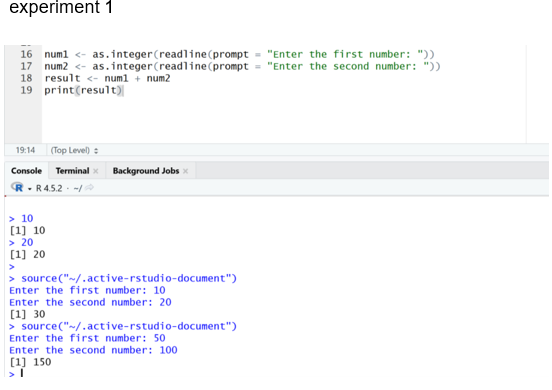 experiment 1
16 num1 <- as.integer(readline(prompt = "Enter the first number: "))
17 num2 <- as.integer(readline(prompt = "Enter the second number: "))
18 result <- num1 + num2
19 print(result)
19:14 (Top Level)
Console Terminal Background Jobs
R R 4.5.2 · ~/
> 10
[1] 10
> 20
[1] 20
>
> source("~/.active-rstudio-document")
Enter the first number: 10
Enter the second number: 20
[1] 30
> source("~/.active-rstudio-document")
Enter the first number: 50
Enter the second number: 100
[1] 150
>